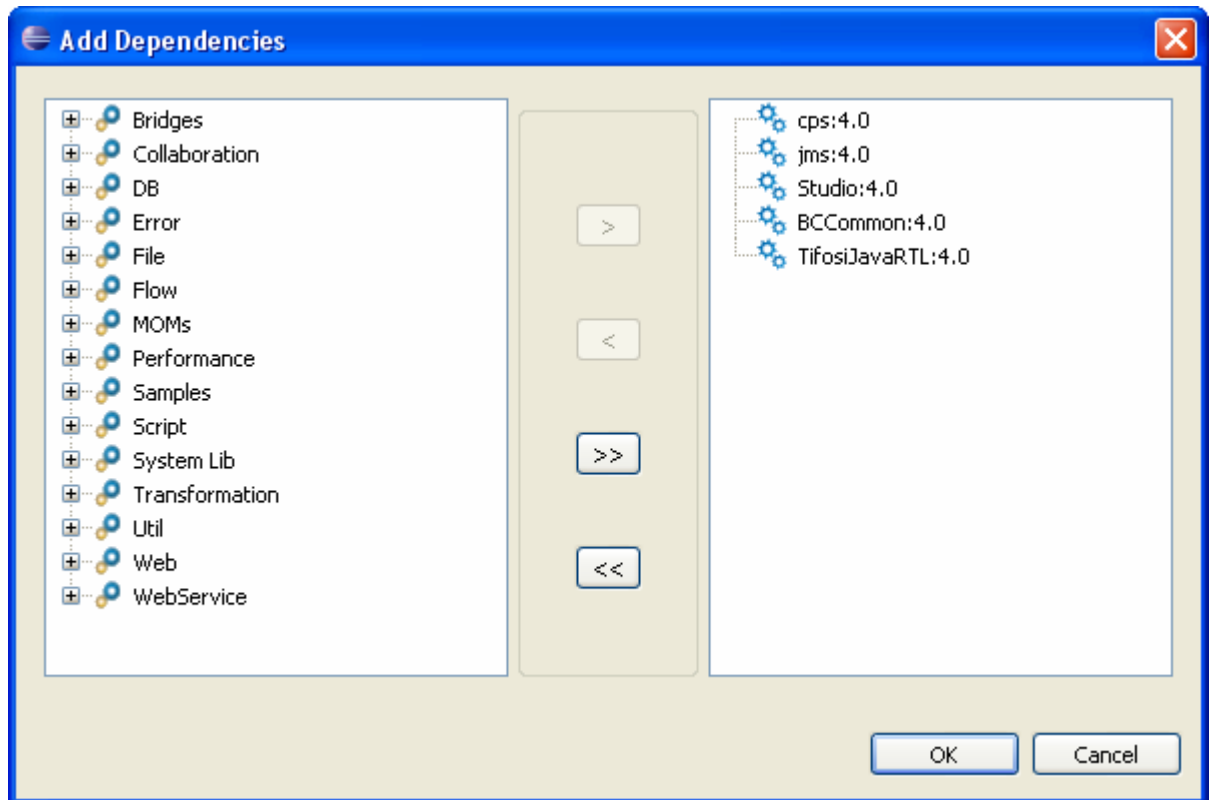 Add Dependencies
Bridges
Collaboration
DB
Error
File
Flow
MOMs
Performance
Samples
Script
System Lib
Transformation
Util
Web
WebService
>
<
>>
<<
cps:4.0
jms:4.0
Studio:4.0
BCCommon:4.0
TifosiJavaRTL:4.0
OK
Cancel